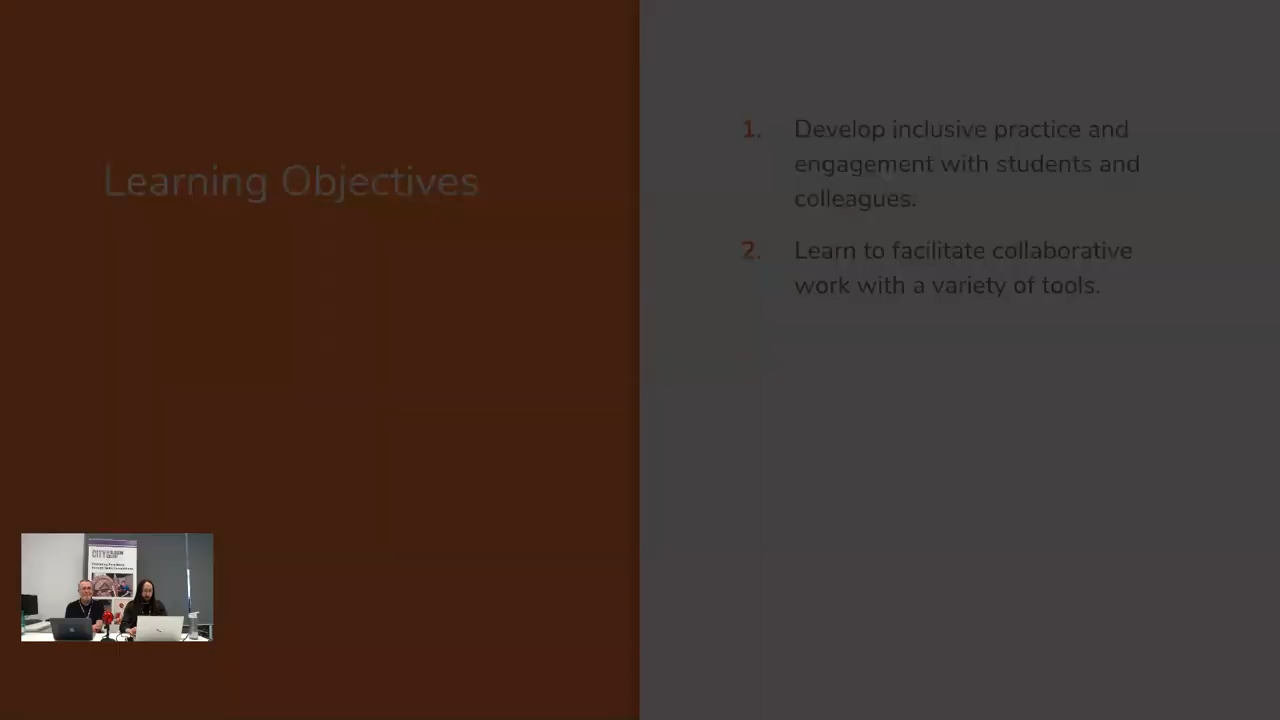 Learning Objectives
1. Develop inclusive practice and
engagement with students and
colleagues.
2. Learn to facilitate collaborative
work with a variety of tools.
CITY